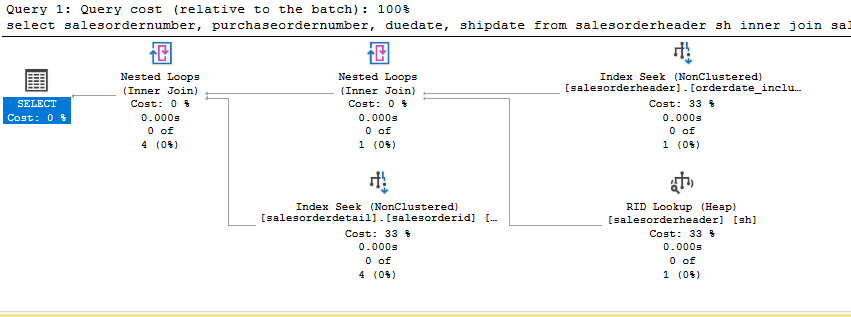 Query 1: Query cost (relative to the batch): 100%
select salesordernumber, purchaseordernumber, duedate, shipdate from salesorderheader sh inner join sal
SELECT
Cost: 0 %
Nested Loops
(Inner Join)
Cost: 0 %
0.000s
0 of
4 (0%)
Nested Loops
(Inner Join)
Cost: 0 %
0.000s
0 of
1 (0%)
Index Seek (NonClustered)
[salesorderheader].[orderdate_inclu…
Cost: 33 %
0.000s
0 of
1 (0%)
Index Seek (NonClustered)
[salesorderdetail].[salesorderid] […
Cost: 33 %
0.000s
0 of
4 (0%)
RID Lookup (Heap)
[salesorderheader] [sh]
Cost: 33 %
0.000s
0 of
1 (0%)